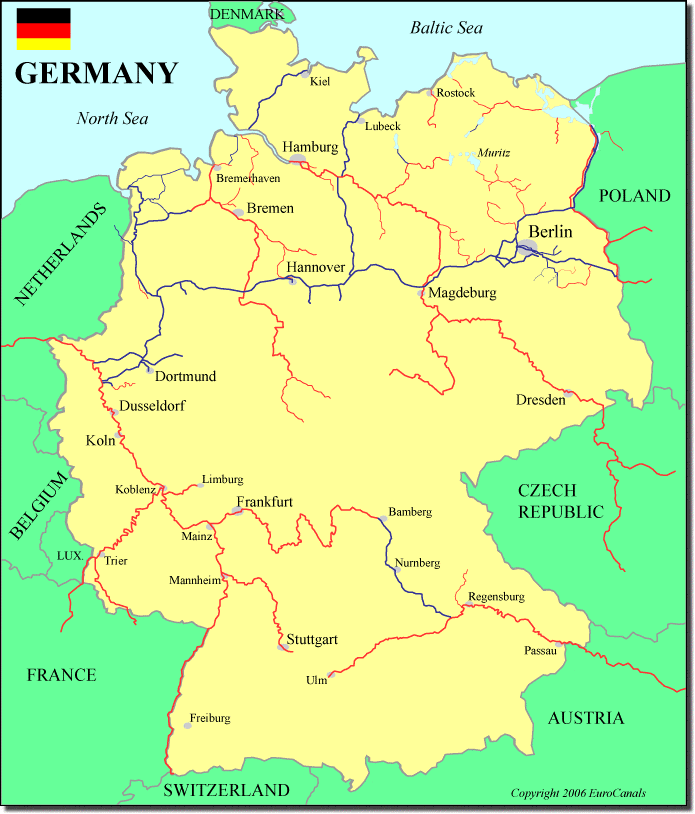 DENMARK
Baltic Sea
GERMANY
Kiel
Rostock
North Sea
Lubeck
Hamburg
Muritz
Bremerhaven
POLAND
Bremen
NETHERLANDS
Berlin
Hannover
Magdeburg
Dortmund
Dresden
Dusseldorf
Koln
Limburg
Koblenz
CZECH
REPUBLIC
BELGIUM
Frankfurt
Bamberg
Mainz
LUX.
Trier
Nurnberg
Mannheim
Regensburg
Stuttgart
Passau
FRANCE
Ulm
Freiburg
AUSTRIA
SWITZERLAND
Copyright 2006 EuroCanals